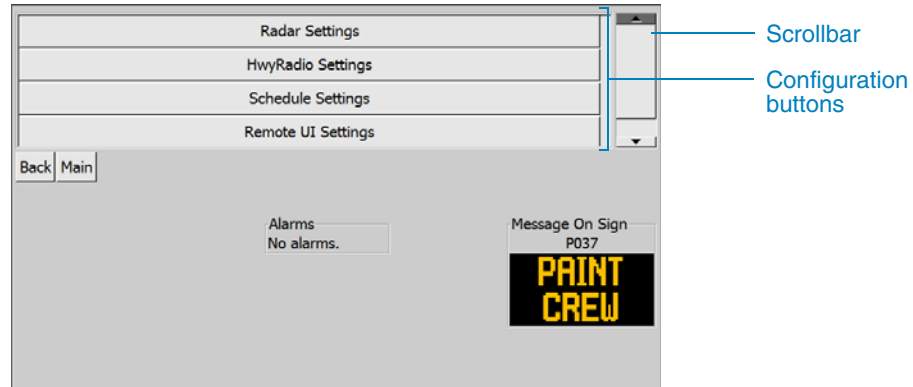 Radar Settings
HwyRadio Settings
Schedule Settings
Remote UI Settings
Scrollbar
Configuration
buttons
Back Main
Alarms
No alarms.
Message On Sign
P037
PAINT
CREW